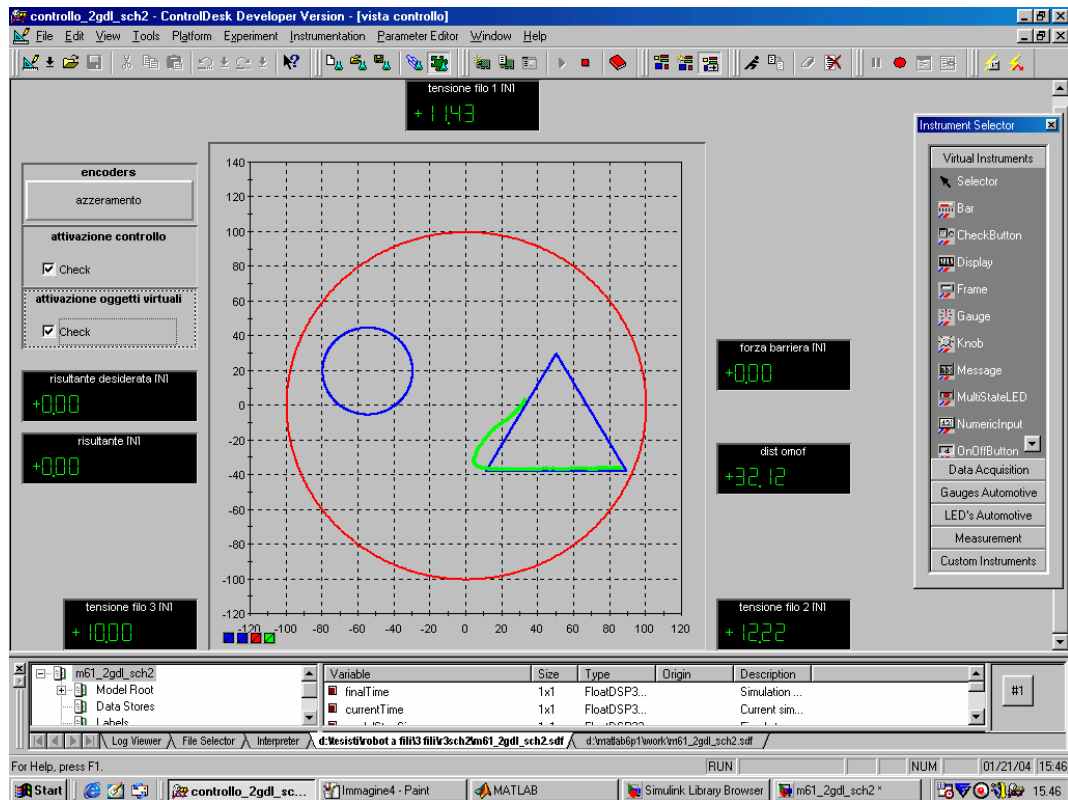 controllo_2gdl_sch2 - ControlDesk Developer Version - [vista controllo]
File Edit View Tools Platform Experiment Instrumentation Parameter Editor Window Help
tensione filo 1 [N]
+11,43
Instrument Selector
Virtual Instruments
Selector
Bar
CheckButton
Display
Frame
Gauge
Knob
Message
MultiStateLED
NumericInput
OnOffButton
Data Acquisition
Gauges Automotive
LED's Automotive
Measurement
Custom Instruments
encoders
azzeramento
attivazione controllo
Check
attivazione oggetti virtuali
Check
risultante desiderata [N]
+0,00
risultante [N]
+0,00
140
120
100
80
60
40
20
0
-20
-40
-60
-80
-100
-120
-120 -100 -80 -60 -40 -20 0 20 40 60 80 100 120
forza barriera [N]
+0,00
dist omof
+32,12
tensione filo 3 [N]
+10,00
tensione filo 2 [N]
+12,22
m61_2gdl_sch2
Model Root
Data Stores
Labels
Variable Size Type Origin Description
finalTime 1x1 FloatDSP3... Simulation ...
currentTime 1x1 FloatDSP3... Current sim...
#1
Log Viewer File Selector Interpreter d:\tesisti\robot a fili\3 fili\r3sch2\m61_2gdl_sch2.sdf d:\matlab6p1\work\m61_2gdl_sch2.sdf
For Help, press F1. RUN NUM 01/21/04 15:46
Start controllo_2gdl_sc... Immagine4 - Paint MATLAB Simulink Library Browser m61_2gdl_sch2 * 15.46